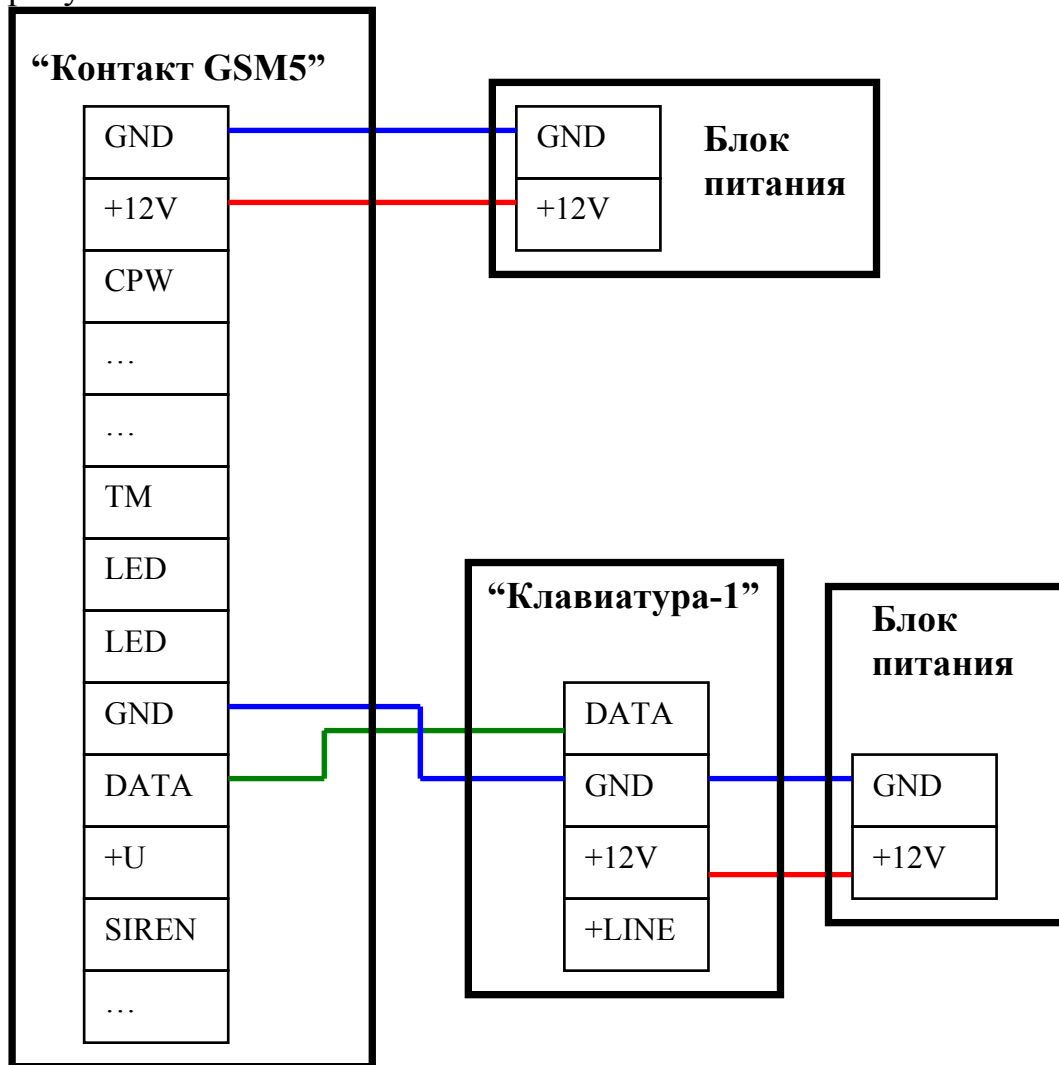 “Контакт GSM5”
GND
+12V
CPW
…
…
TM
LED
LED
GND
DATA
+U
SIREN
…
GND
+12V
Блок
питания
“Клавиатура-1”
DATA
GND
+12V
+LINE
Блок
питания
GND
+12V